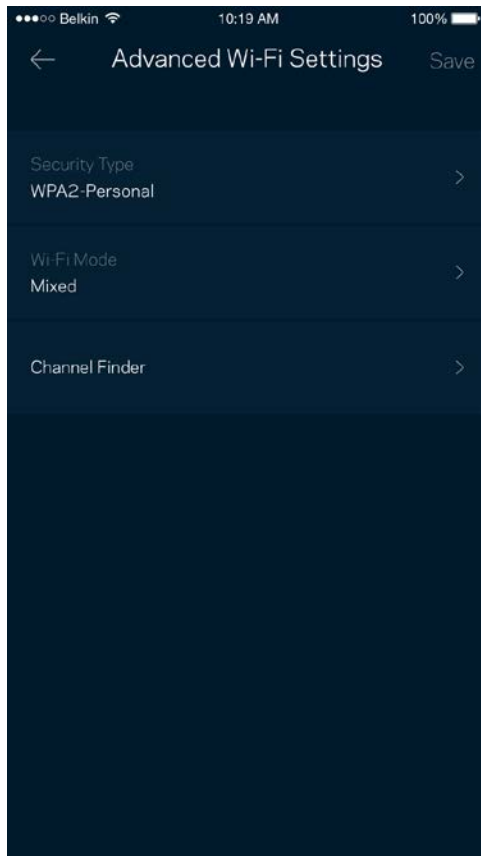 Belkin 10:19 AM 100%
Advanced Wi-Fi Settings Save
Security Type
WPA2-Personal
Wi-Fi Mode
Mixed
Channel Finder